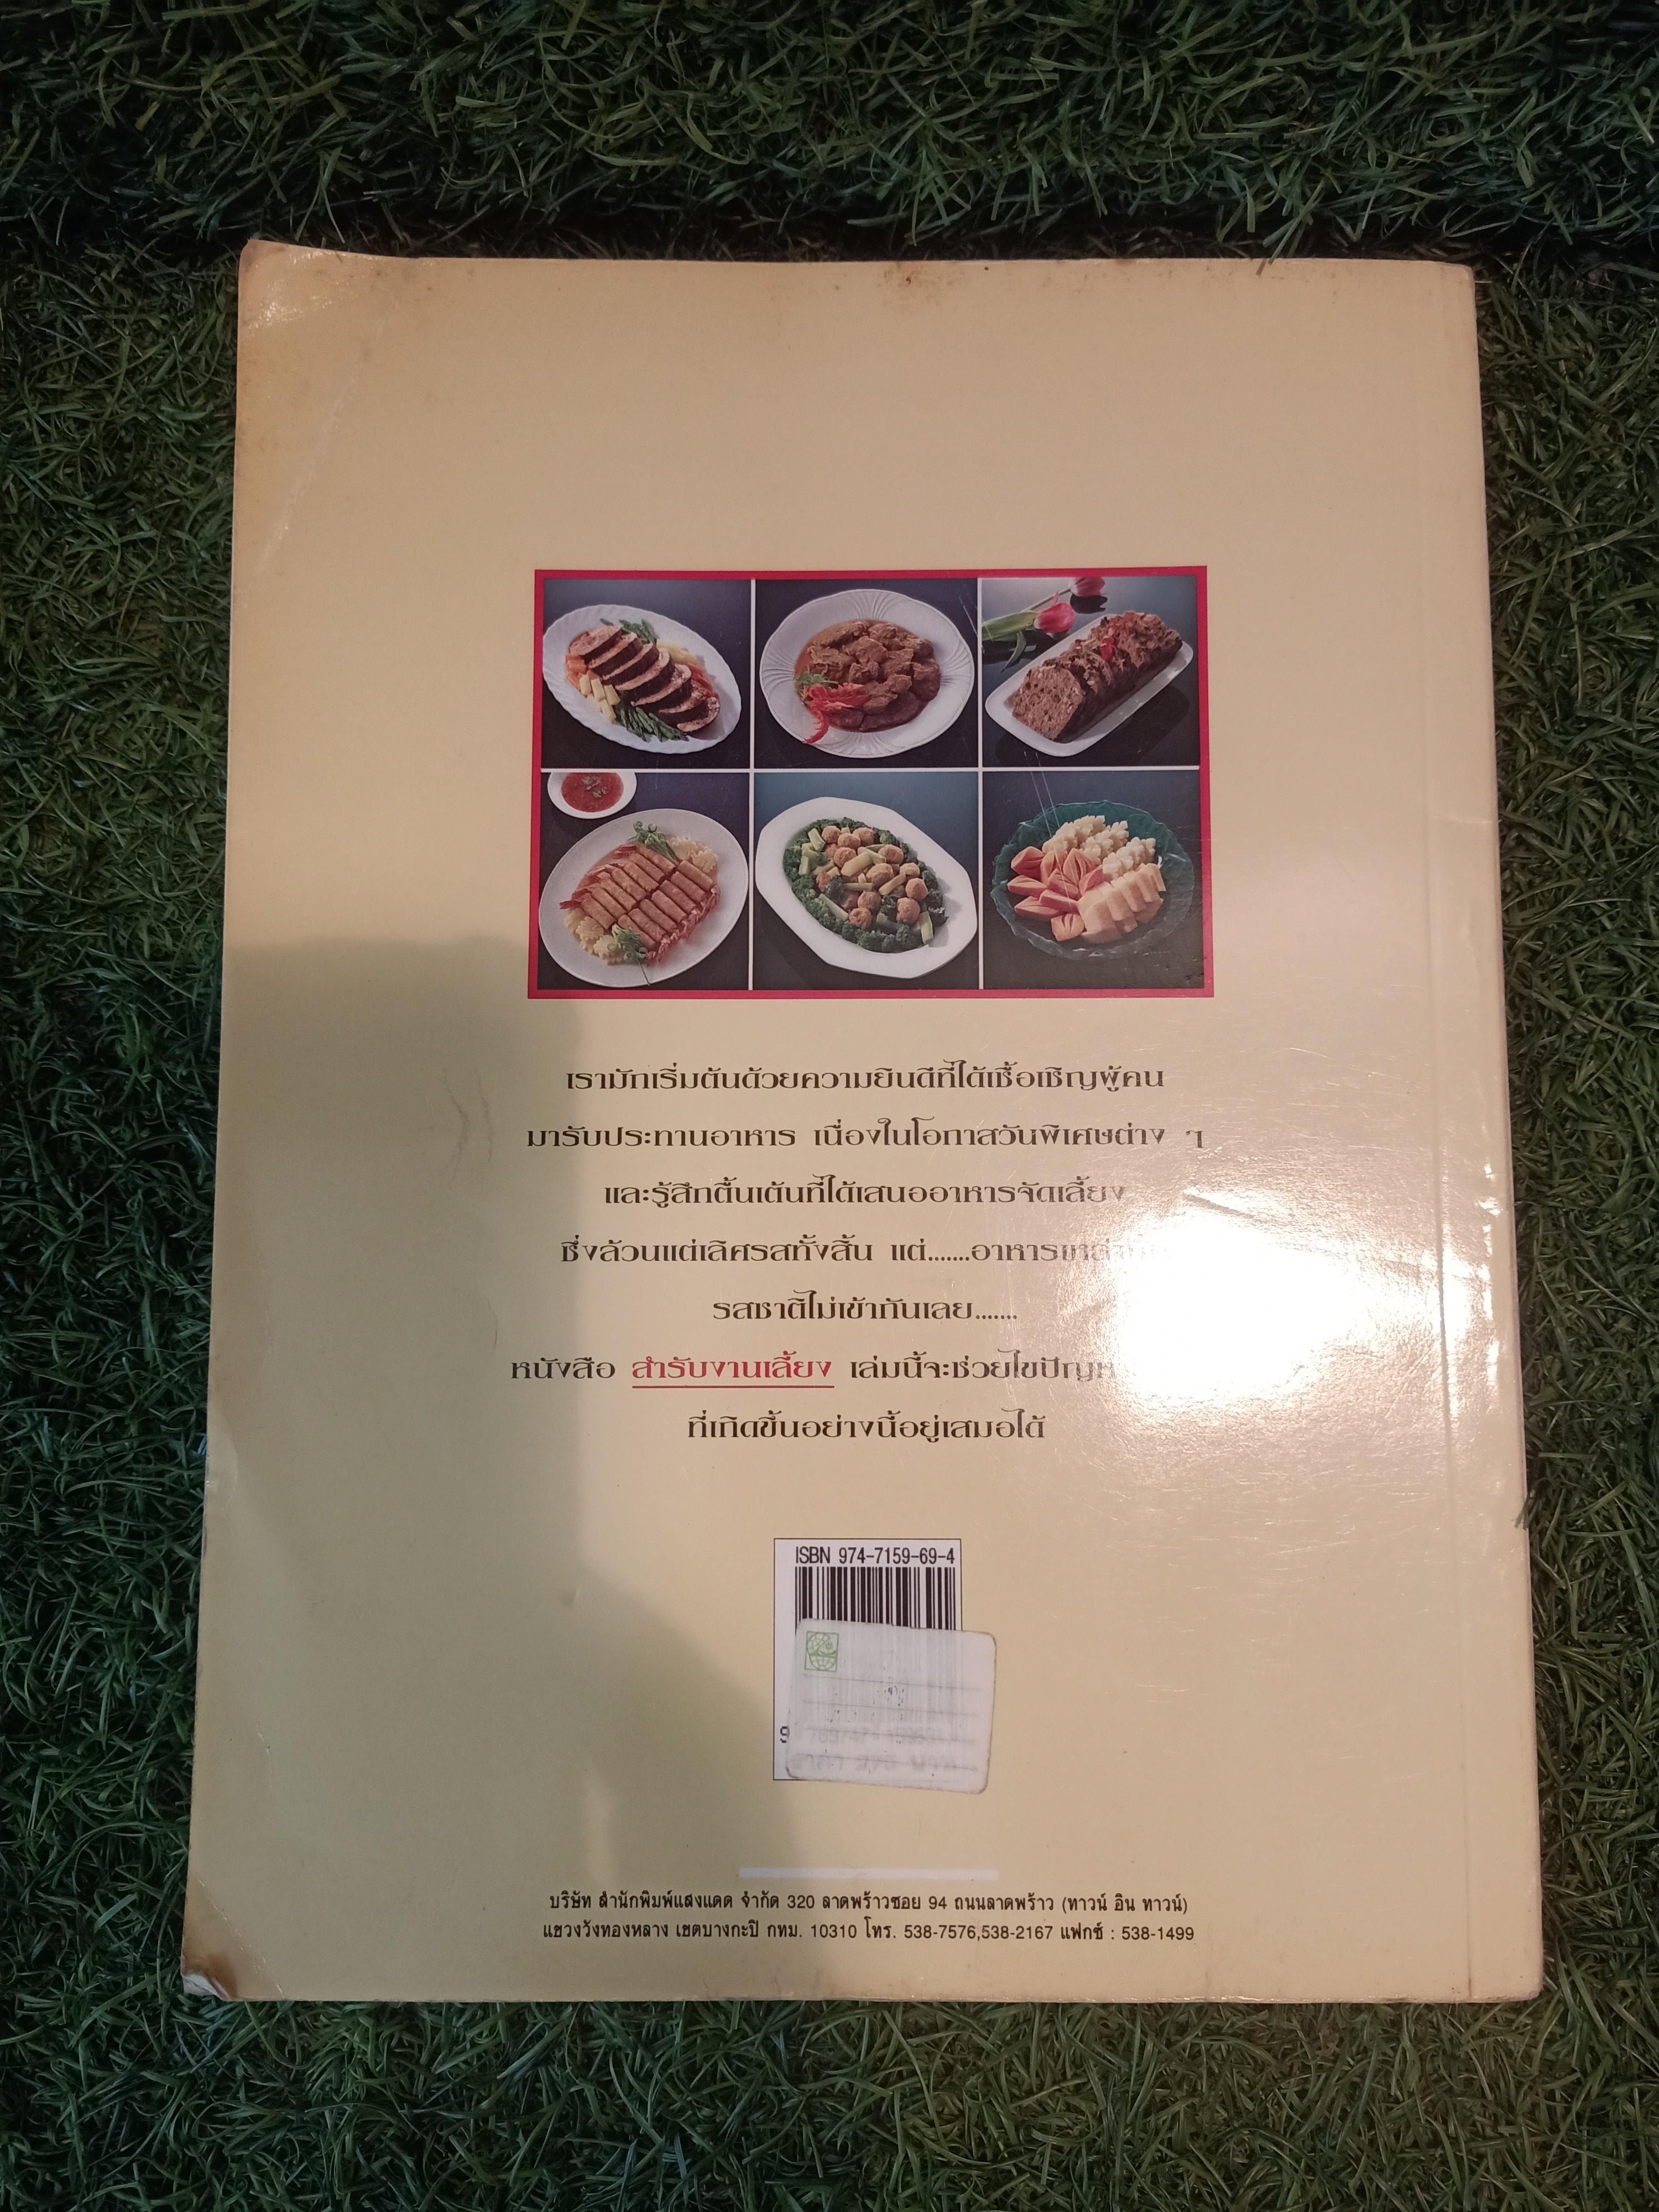 เรามักเริ่มต้นด้วยความยินดีที่ได้เชื้อเชิญผู้คน
มารับประทานอาหาร เนื่องในโอกาสวันพิเศษต่าง ๆ
และรู้สึกตื่นเต้นที่ได้เสนออาหารจัดเลี้ยง
ซึ่งล้วนแต่เลิศรสทั้งสิ้น แต่.......อาหารเหล่านี้
รสชาติไม่เข้ากันเลย.......
หนังสือ สำรับงานเลี้ยง เล่มนี้จะช่วยไขปัญหา
ที่เกิดขึ้นอย่างนี้อยู่เสมอได้
ISBN 974-7159-69-4
บริษัท สำนักพิมพ์แสงแดด จำกัด 320 ลาดพร้าวซอย 94 ถนนลาดพร้าว (ทาวน์ อิน ทาวน์)
แขวงวังทองหลาง เขตบางกะปิ กทม. 10310 โทร. 538-7576,538-2167 แฟกซ์ : 538-1499